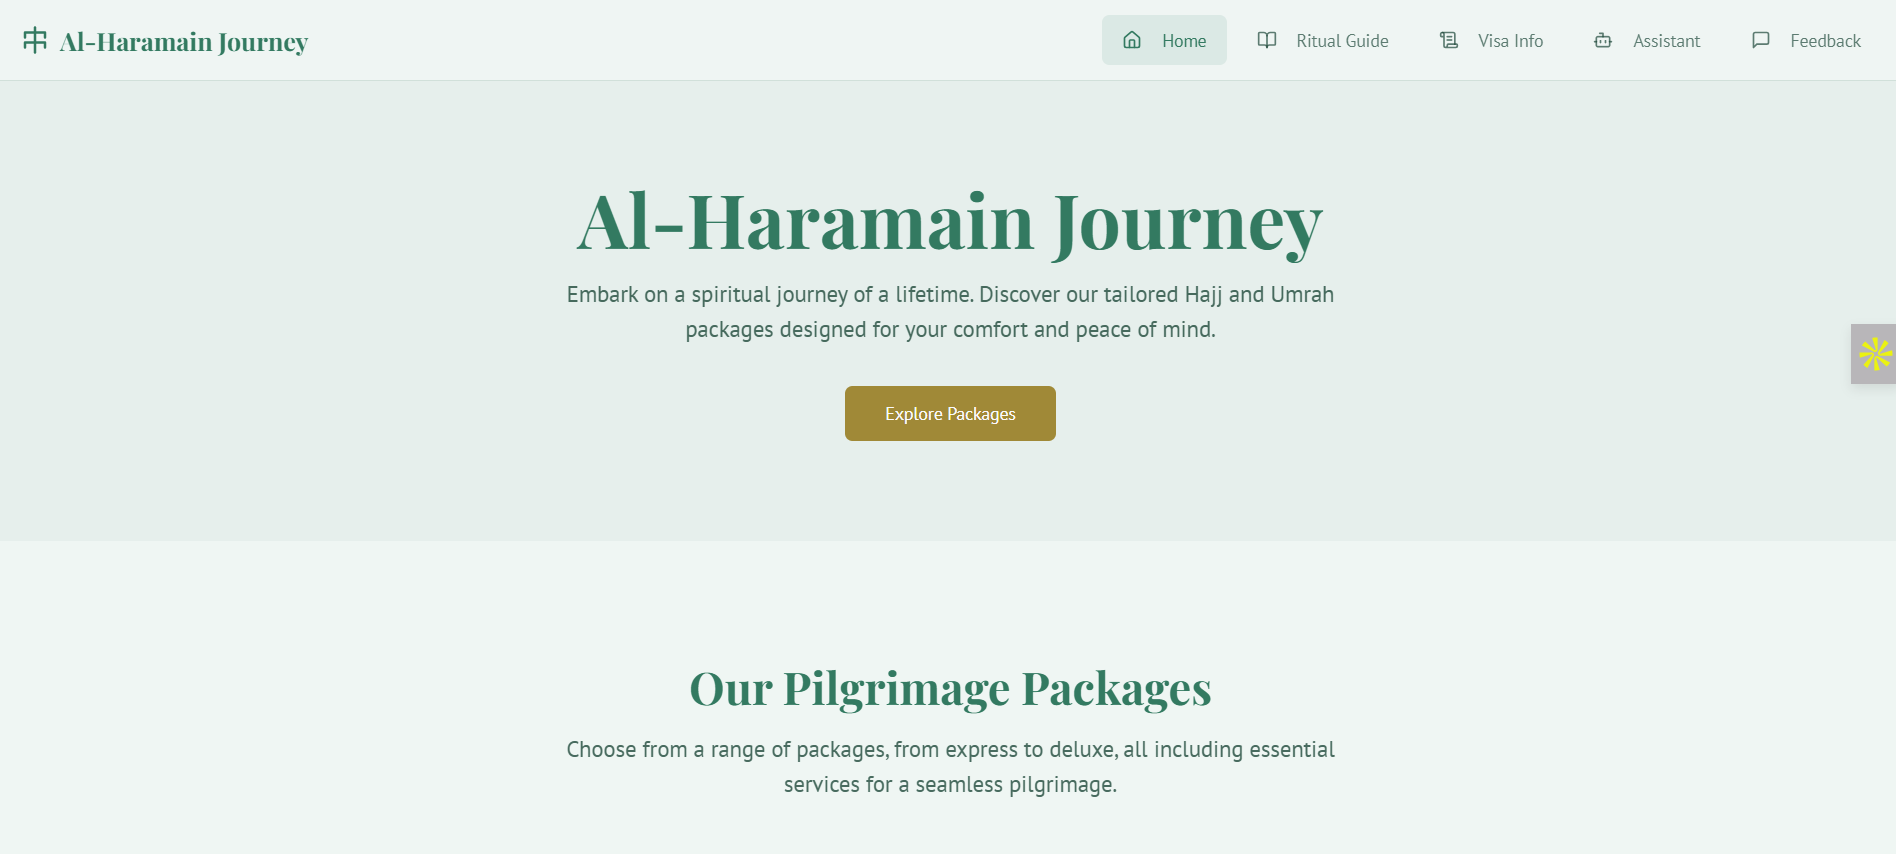 Al-Haramain Journey
Home
Ritual Guide
Visa Info
Assistant
Feedback
Al-Haramain Journey
Embark on a spiritual journey of a lifetime. Discover our tailored Hajj and Umrah
packages designed for your comfort and peace of mind.
Explore Packages
Our Pilgrimage Packages
Choose from a range of packages, from express to deluxe, all including essential
services for a seamless pilgrimage.